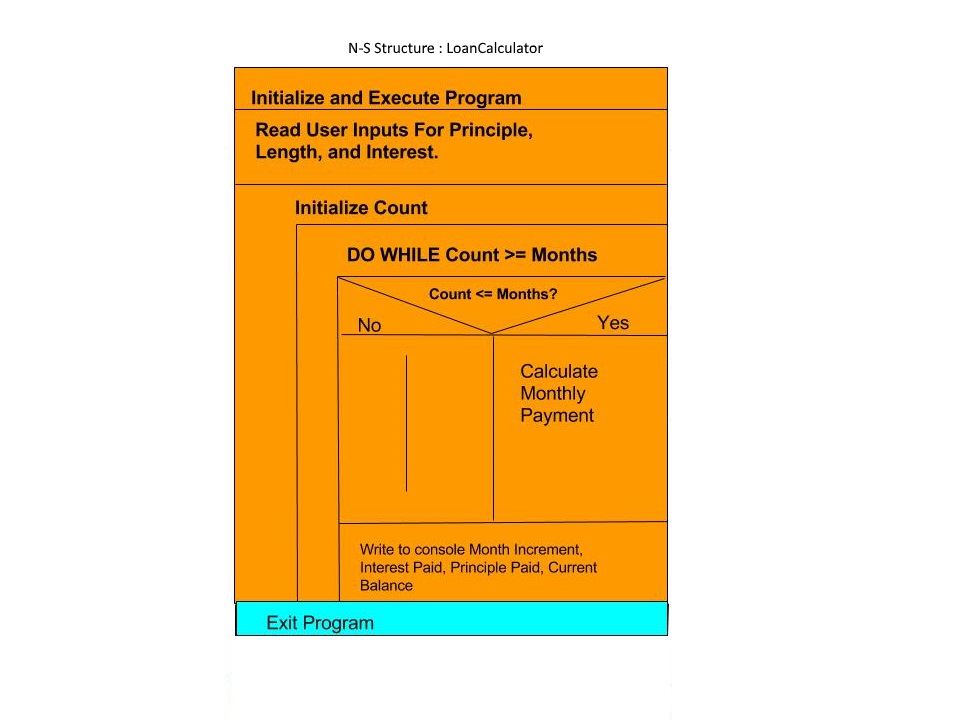 N-S Structure : LoanCalculator
Initialize and Execute Program
Read User Inputs For Principle,
Length, and Interest.
Initialize Count
DO WHILE Count >= Months
Count <= Months?
No
Yes
Calculate
Monthly
Payment
Write to console Month Increment,
Interest Paid, Principle Paid, Current
Balance
Exit Program